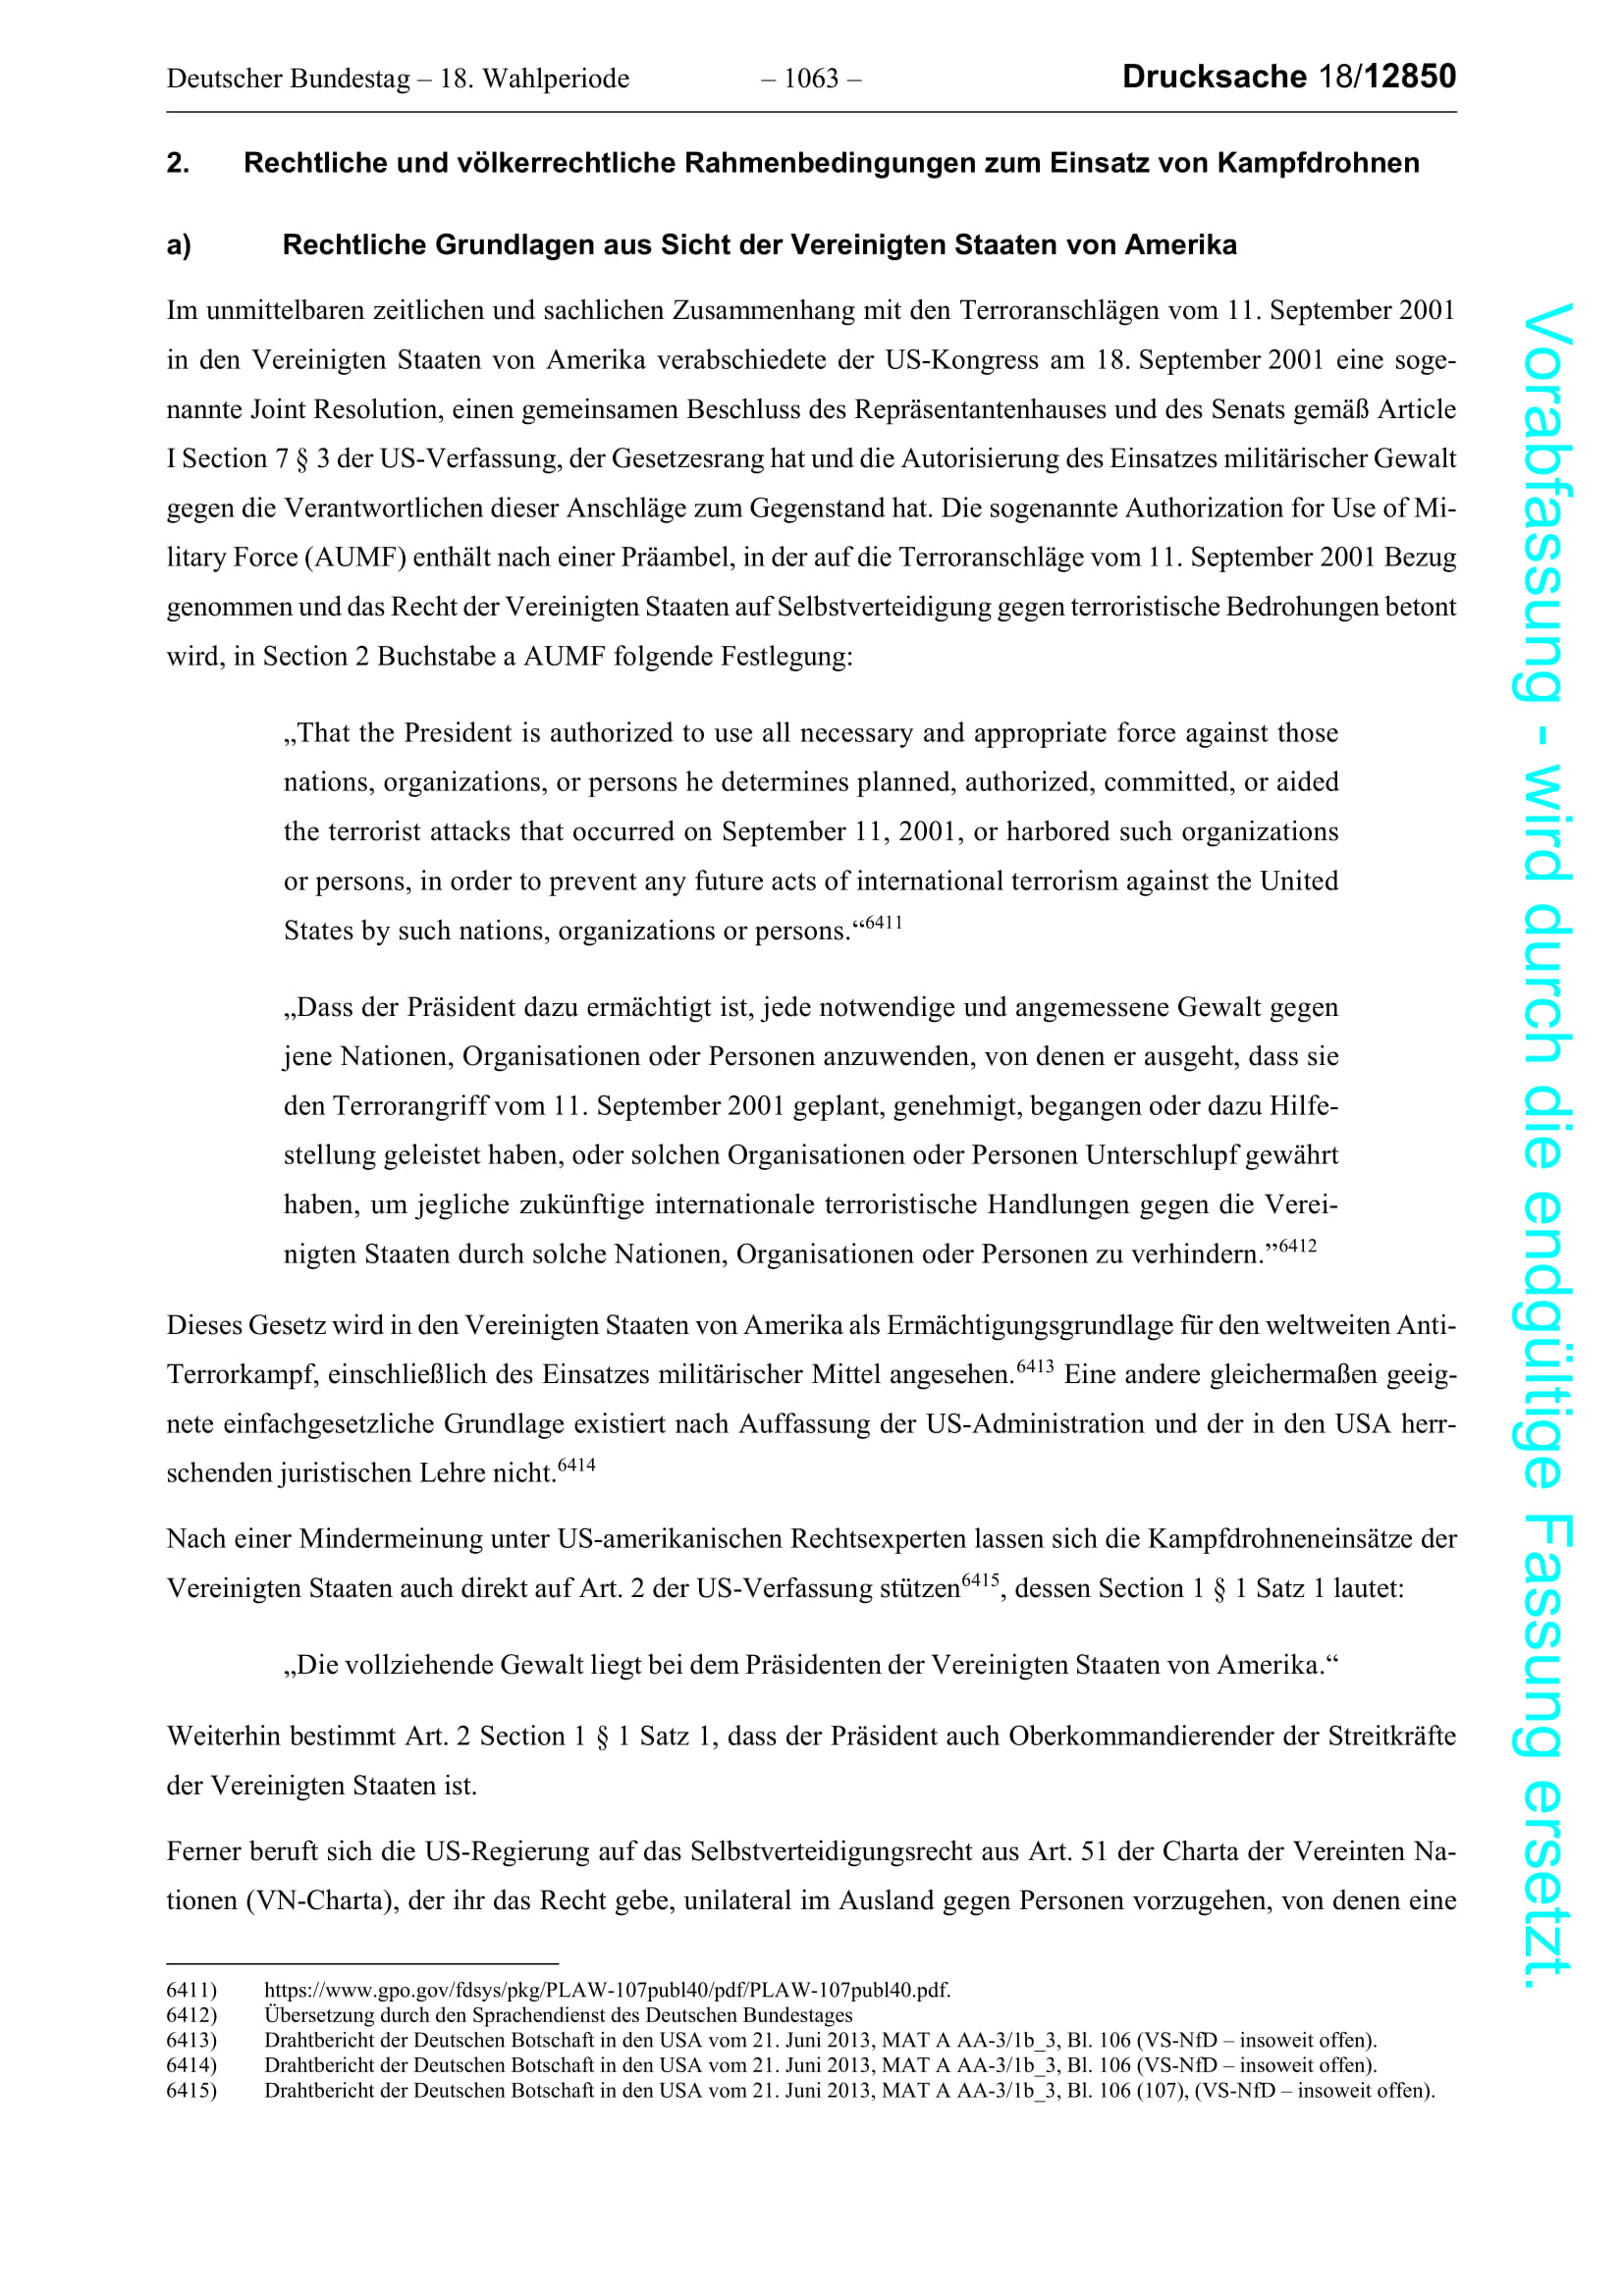 Deutscher Bundestag – 18. Wahlperiode – 1063 – Drucksache 18/12850
2. Rechtliche und völkerrechtliche Rahmenbedingungen zum Einsatz von Kampfdrohnen
a) Rechtliche Grundlagen aus Sicht der Vereinigten Staaten von Amerika
Im unmittelbaren zeitlichen und sachlichen Zusammenhang mit den Terroranschlägen vom 11. September 2001
in den Vereinigten Staaten von Amerika verabschiedete der US-Kongress am 18. September 2001 eine soge-
nannte Joint Resolution, einen gemeinsamen Beschluss des Repräsentantenhauses und des Senats gemäß Article
I Section 7 § 3 der US-Verfassung, der Gesetzesrang hat und die Autorisierung des Einsatzes militärischer Gewalt
gegen die Verantwortlichen dieser Anschläge zum Gegenstand hat. Die sogenannte Authorization for Use of Mi-
litary Force (AUMF) enthält nach einer Präambel, in der auf die Terroranschläge vom 11. September 2001 Bezug
genommen und das Recht der Vereinigten Staaten auf Selbstverteidigung gegen terroristische Bedrohungen betont
wird, in Section 2 Buchstabe a AUMF folgende Festlegung:
„That the President is authorized to use all necessary and appropriate force against those
nations, organizations, or persons he determines planned, authorized, committed, or aided
the terrorist attacks that occurred on September 11, 2001, or harbored such organizations
or persons, in order to prevent any future acts of international terrorism against the United
States by such nations, organizations or persons.“6411
„Dass der Präsident dazu ermächtigt ist, jede notwendige und angemessene Gewalt gegen
jene Nationen, Organisationen oder Personen anzuwenden, von denen er ausgeht, dass sie
den Terrorangriff vom 11. September 2001 geplant, genehmigt, begangen oder dazu Hilfe-
stellung geleistet haben, oder solchen Organisationen oder Personen Unterschlupf gewährt
haben, um jegliche zukünftige internationale terroristische Handlungen gegen die Verei-
nigten Staaten durch solche Nationen, Organisationen oder Personen zu verhindern.”6412
Dieses Gesetz wird in den Vereinigten Staaten von Amerika als Ermächtigungsgrundlage für den weltweiten Anti-
Terrorkampf, einschließlich des Einsatzes militärischer Mittel angesehen.6413 Eine andere gleichermaßen geeig-
nete einfachgesetzliche Grundlage existiert nach Auffassung der US-Administration und der in den USA herr-
schenden juristischen Lehre nicht.6414
Nach einer Mindermeinung unter US-amerikanischen Rechtsexperten lassen sich die Kampfdrohneneinsätze der
Vereinigten Staaten auch direkt auf Art. 2 der US-Verfassung stützen6415, dessen Section 1 § 1 Satz 1 lautet:
„Die vollziehende Gewalt liegt bei dem Präsidenten der Vereinigten Staaten von Amerika.“
Weiterhin bestimmt Art. 2 Section 1 § 1 Satz 1, dass der Präsident auch Oberkommandierender der Streitkräfte
der Vereinigten Staaten ist.
Ferner beruft sich die US-Regierung auf das Selbstverteidigungsrecht aus Art. 51 der Charta der Vereinten Na-
tionen (VN-Charta), der ihr das Recht gebe, unilateral im Ausland gegen Personen vorzugehen, von denen eine
6411) https://www.gpo.gov/fdsys/pkg/PLAW-107publ40/pdf/PLAW-107publ40.pdf.
6412) Übersetzung durch den Sprachendienst des Deutschen Bundestages
6413) Drahtbericht der Deutschen Botschaft in den USA vom 21. Juni 2013, MAT A AA-3/1b_3, Bl. 106 (VS-NfD – insoweit offen).
6414) Drahtbericht der Deutschen Botschaft in den USA vom 21. Juni 2013, MAT A AA-3/1b_3, Bl. 106 (VS-NfD – insoweit offen).
6415) Drahtbericht der Deutschen Botschaft in den USA vom 21. Juni 2013, MAT A AA-3/1b_3, Bl. 106 (107), (VS-NfD – insoweit offen).
Vorabfassung - wird durch die endgültige Fassung ersetzt.